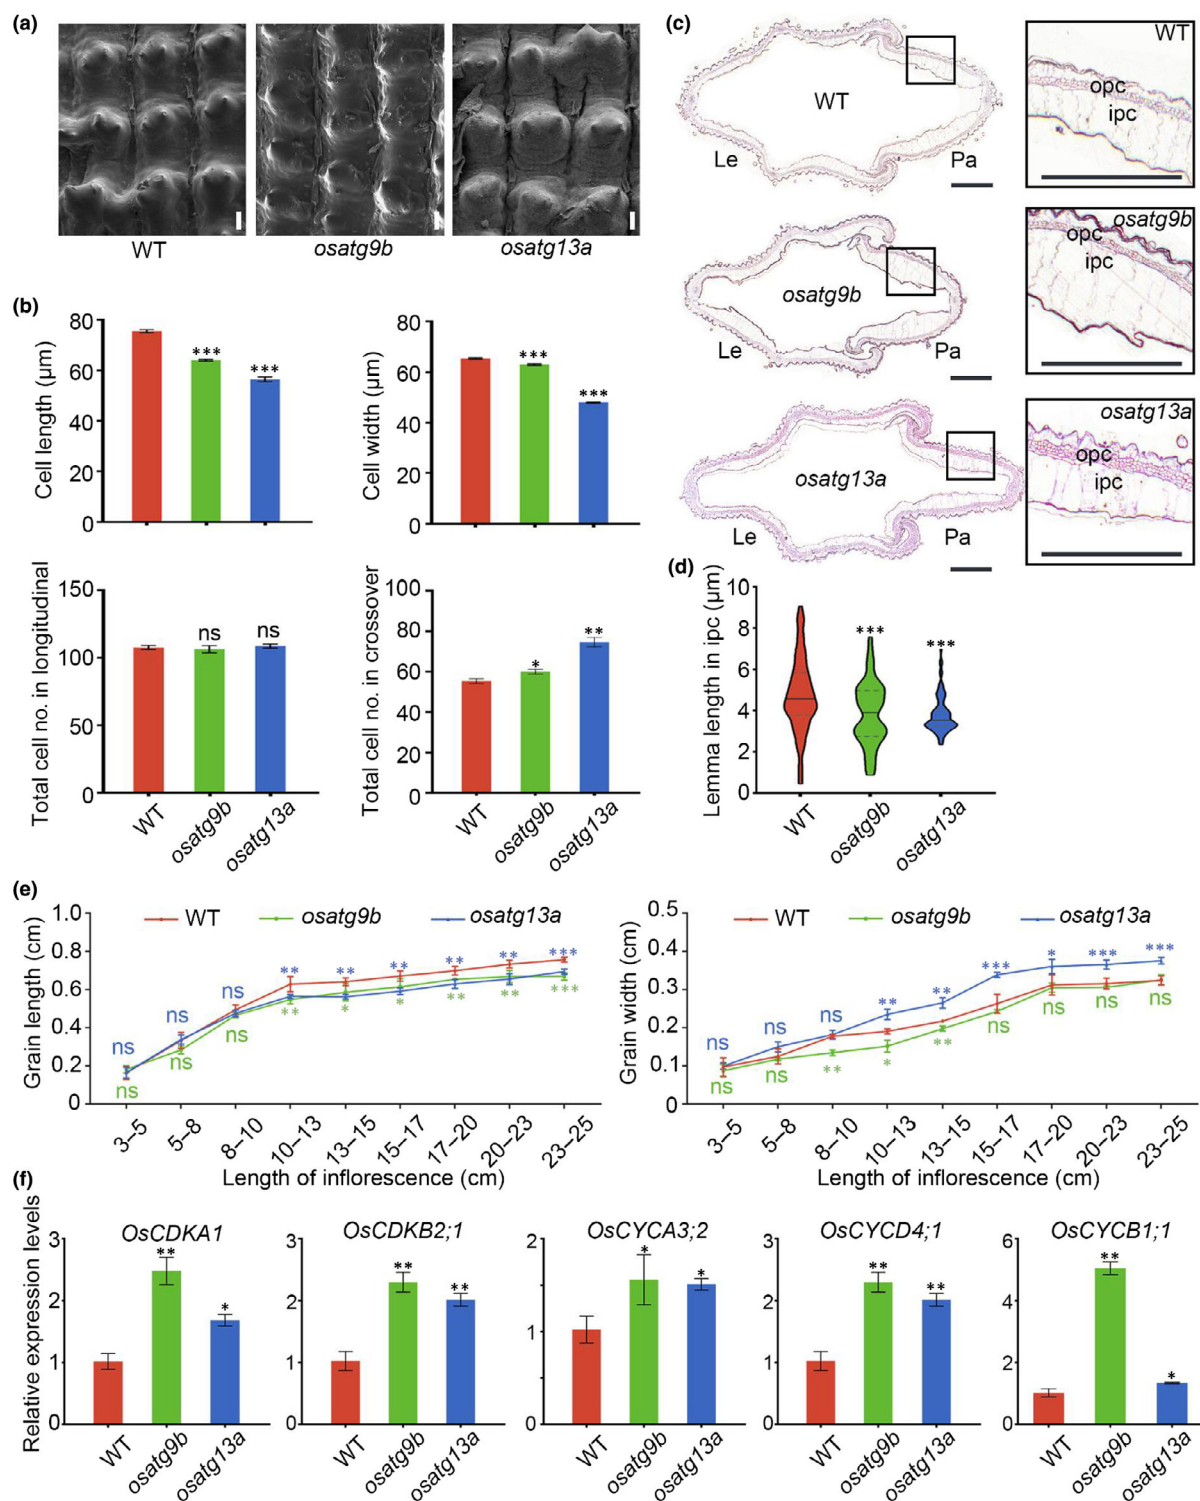 (a)
WT
osatg9b
osatg13a
(b)
Cell length (µm)
80
60
40
20
0
***
***
Cell width (µm)
80
60
40
20
0
***
***
Total cell no. in longitudinal
150
100
50
0
ns
ns
WT
osatg9b
osatg13a
Total cell no. in crossover
100
80
60
40
20
0
*
**
WT
osatg9b
osatg13a
(c)
WT
Le
Pa
WT
opc
ipc
osatg9b
Le
Pa
osatg9b
opc
ipc
osatg13a
Le
Pa
osatg13a
opc
ipc
(d)
Lemma length in ipc (µm)
10
8
6
4
2
0
***
***
WT
osatg9b
osatg13a
(e)
WT
osatg9b
osatg13a
Grain length (cm)
1.0
0.8
0.6
0.4
0.2
0
ns
ns
ns
**
**
**
**
**
***
ns
ns
ns
**
*
*
**
**
***
3–5
5–8
8–10
10–13
13–15
15–17
17–20
20–23
23–25
Length of inflorescence (cm)
WT
osatg9b
osatg13a
Grain width (cm)
0.5
0.4
0.3
0.2
0.1
0
ns
ns
ns
**
**
***
*
***
***
ns
ns
**
*
**
ns
ns
ns
ns
3–5
5–8
8–10
10–13
13–15
15–17
17–20
20–23
23–25
Length of inflorescence (cm)
(f)
Relative expression levels
OsCDKA1
3
2
1
0
**
*
WT
osatg9b
osatg13a
OsCDKB2;1
3
2
1
0
**
**
WT
osatg9b
osatg13a
OsCYCA3;2
2
1
0
*
*
WT
osatg9b
osatg13a
OsCYCD4;1
3
2
1
0
**
**
WT
osatg9b
osatg13a
OsCYCB1;1
6
4
2
0
**
*
WT
osatg9b
osatg13a